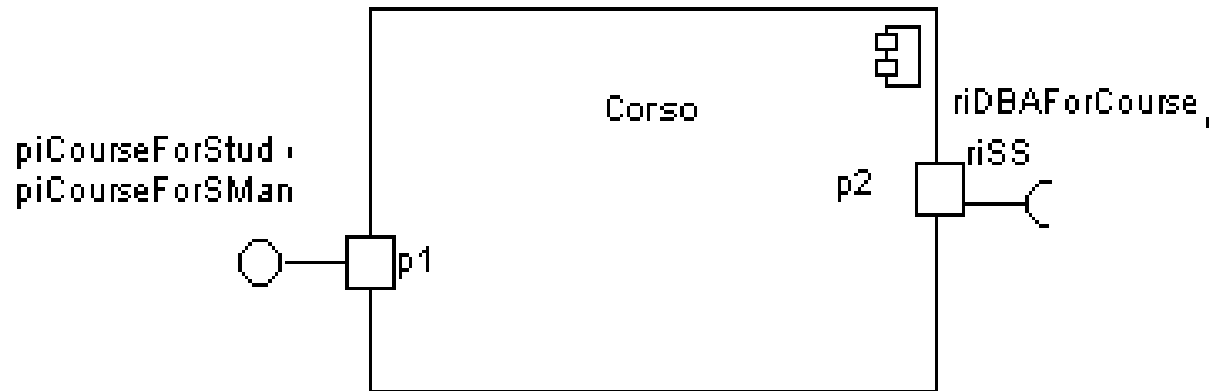 Corso
riDBAForCourse,
riSS
piCourseForStud,
piCourseForSMan
p2
p1